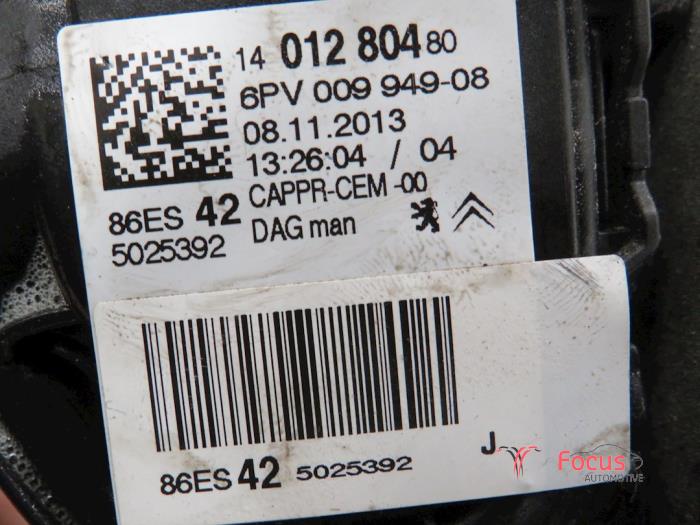 14 012 804 80
6PV 009 949-08
08.11.2013
13:26:04 / 04
86ES 42 CAPPR-CEM -00
5025392 DAG man
86ES 42 5025392
J
Focus
AUTOMOTIVE